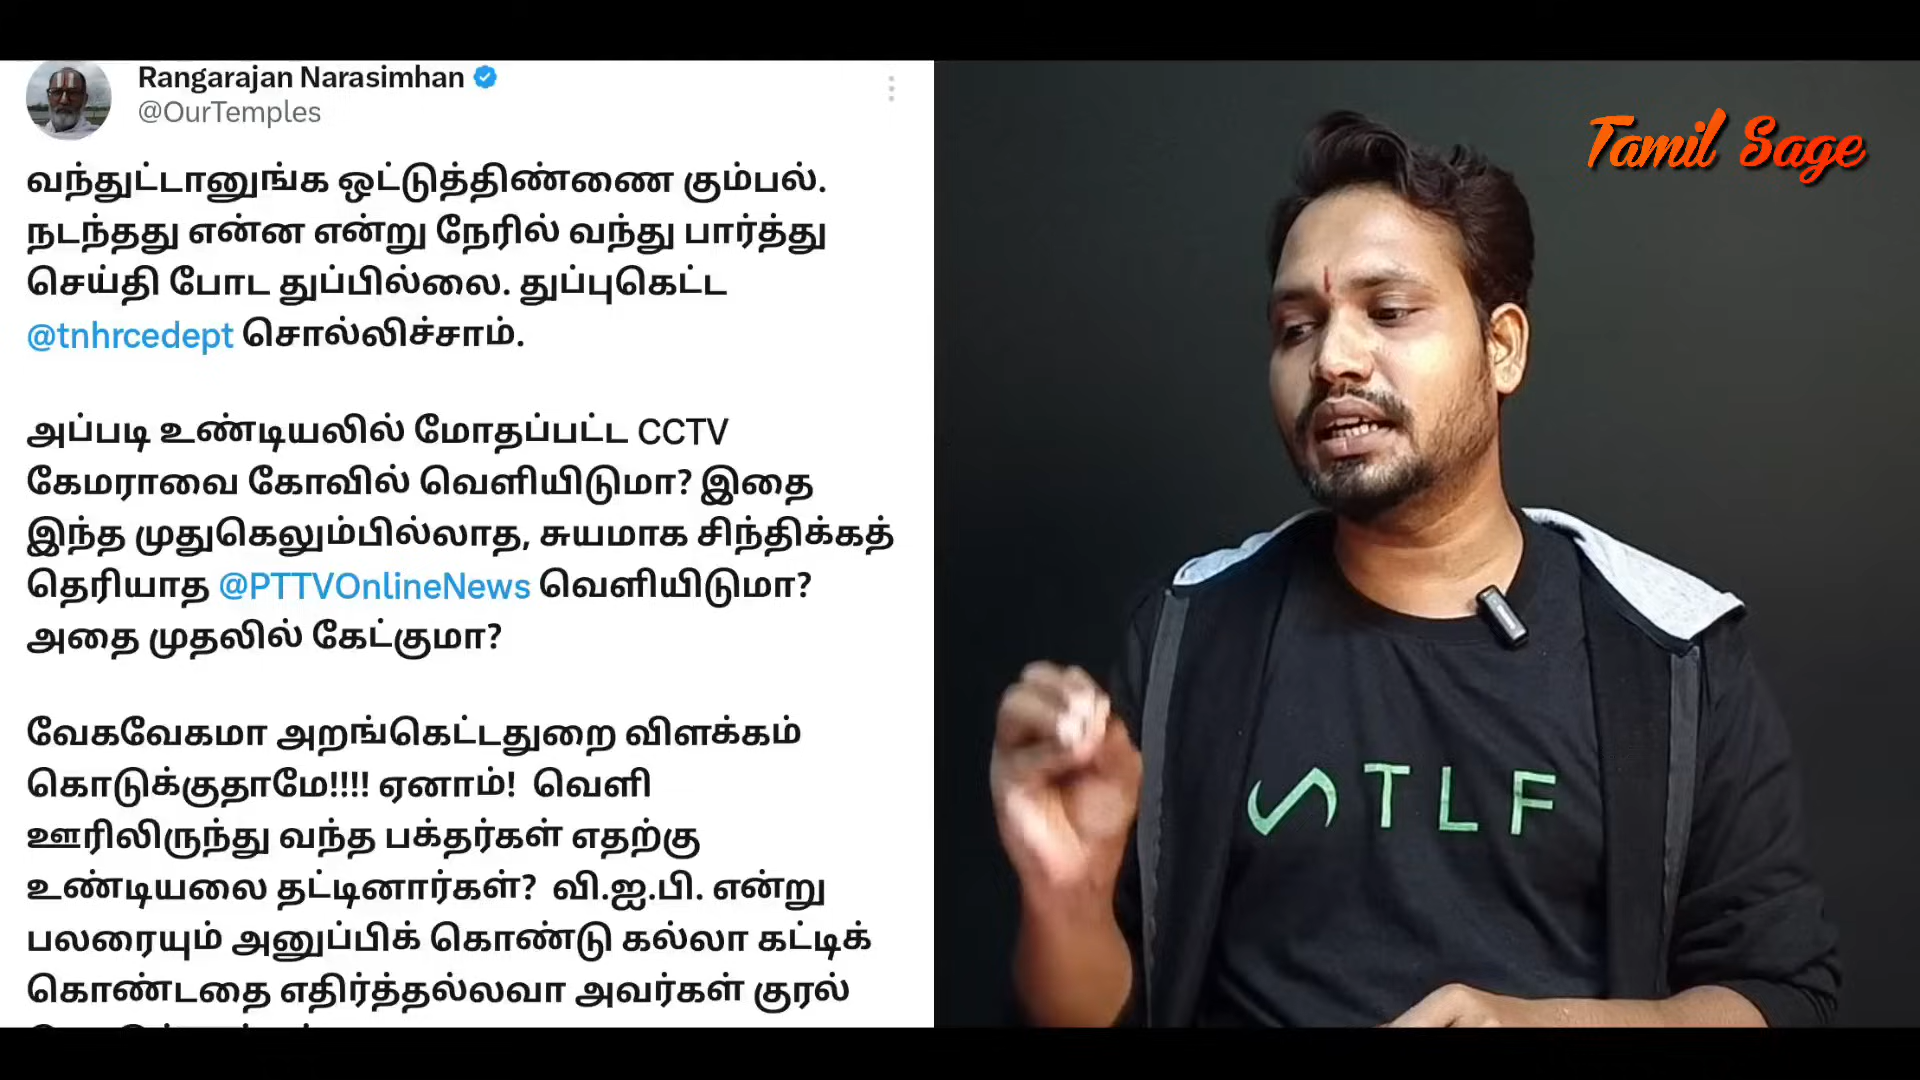 Rangarajan Narasimhan
@OurTemples
வந்துட்டானுங்க ஒட்டுத்திண்ணை கும்பல்.
நடந்தது என்ன என்று நேரில் வந்து பார்த்து
செய்தி போட துப்பில்லை. துப்புகெட்ட
@tnhrcedept சொல்லிச்சாம்.
அப்படி உண்டியலில் மோதப்பட்ட CCTV
கேமராவை கோவில் வெளியிடுமா? இதை
இந்த முதுகெலும்பில்லாத, சுயமாக சிந்திக்கத்
தெரியாத @PTTVOnlineNews வெளியிடுமா?
அதை முதலில் கேட்குமா?
வேகவேகமா அறங்கெட்டதுறை விளக்கம்
கொடுக்குதாமே!!!! ஏனாம்! வெளி
ஊரிலிருந்து வந்த பக்தர்கள் எதற்கு
உண்டியலை தட்டினார்கள்? வி.ஐ.பி. என்று
பலரையும் அனுப்பிக் கொண்டு கல்லா கட்டிக்
கொண்டதை எதிர்த்தல்லவா அவர்கள் குரல்
Tamil Sage
TLF